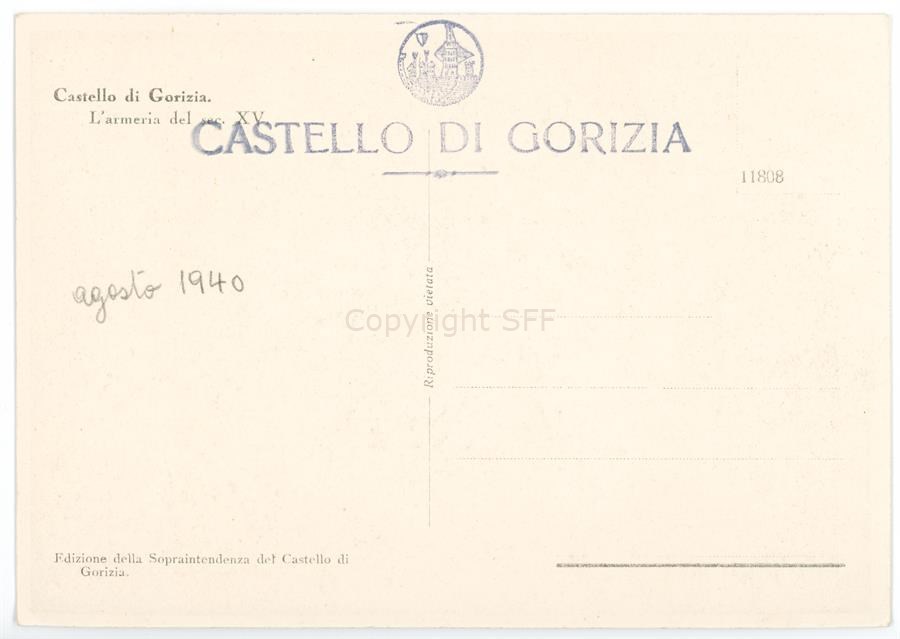 Castello di Gorizia.
L'armeria del sec. XV
CASTELLO DI GORIZIA
11808
agosto 1940
Riproduzione vietata
Copyright SFF
Edizione della Sopraintendenza del Castello di
Gorizia.